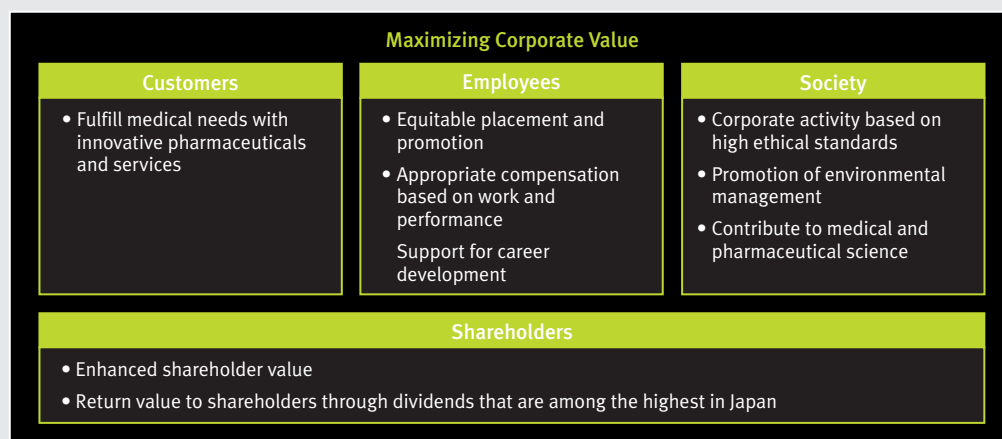 Maximizing Corporate Value
Customers
• Fulfill medical needs with
innovative pharmaceuticals
and services
Employees
• Equitable placement and
promotion
• Appropriate compensation
based on work and
performance
Support for career
development
Society
• Corporate activity based on
high ethical standards
• Promotion of environmental
management
• Contribute to medical and
pharmaceutical science
Shareholders
• Enhanced shareholder value
• Return value to shareholders through dividends that are among the highest in Japan